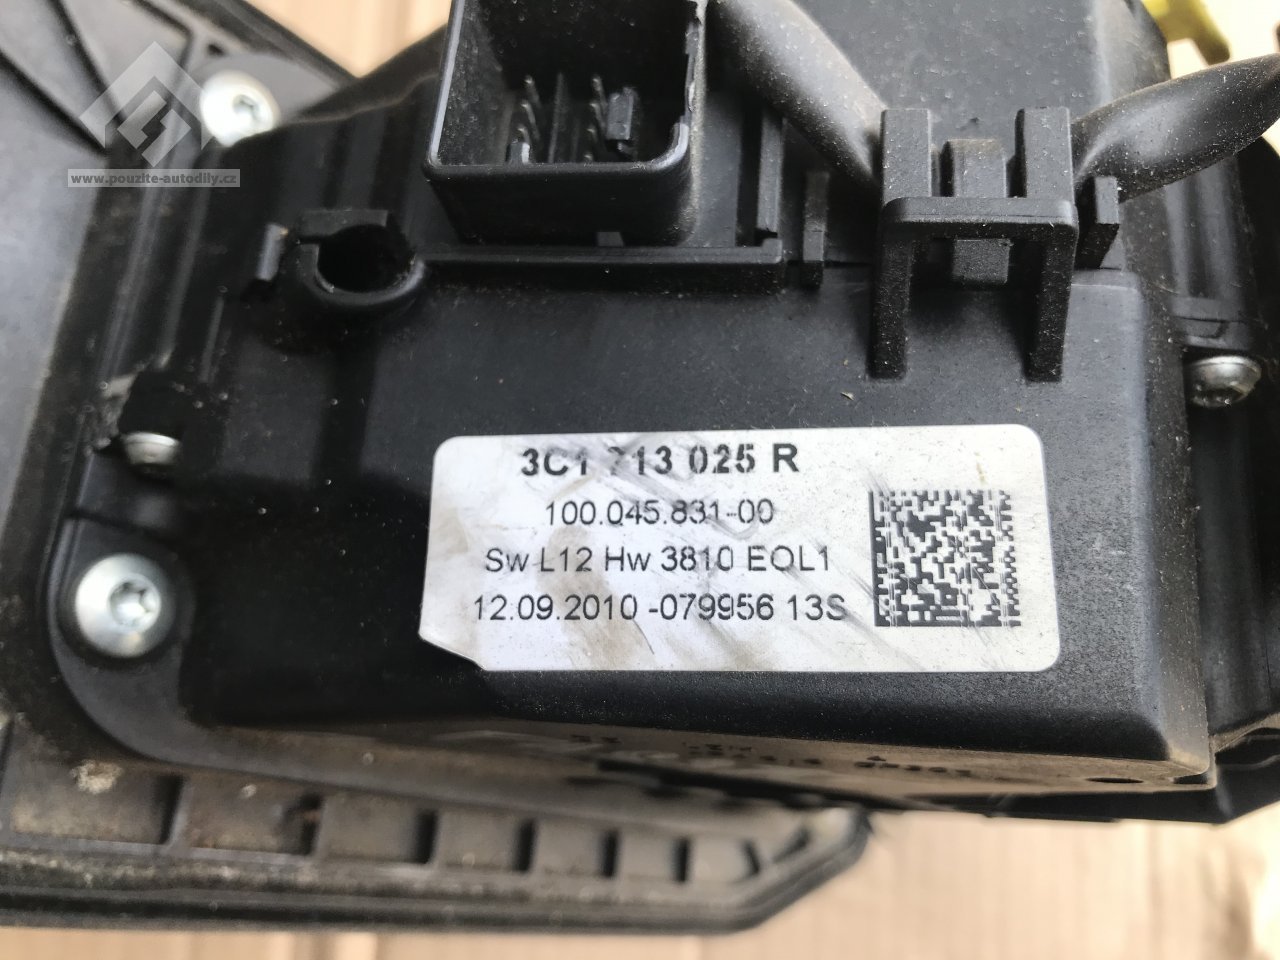 www.pouzite-autodily.cz
3C1 713 025 R
100.045.831-00
Sw L12 Hw 3810 EOL1
12.09.2010 -079956 13S